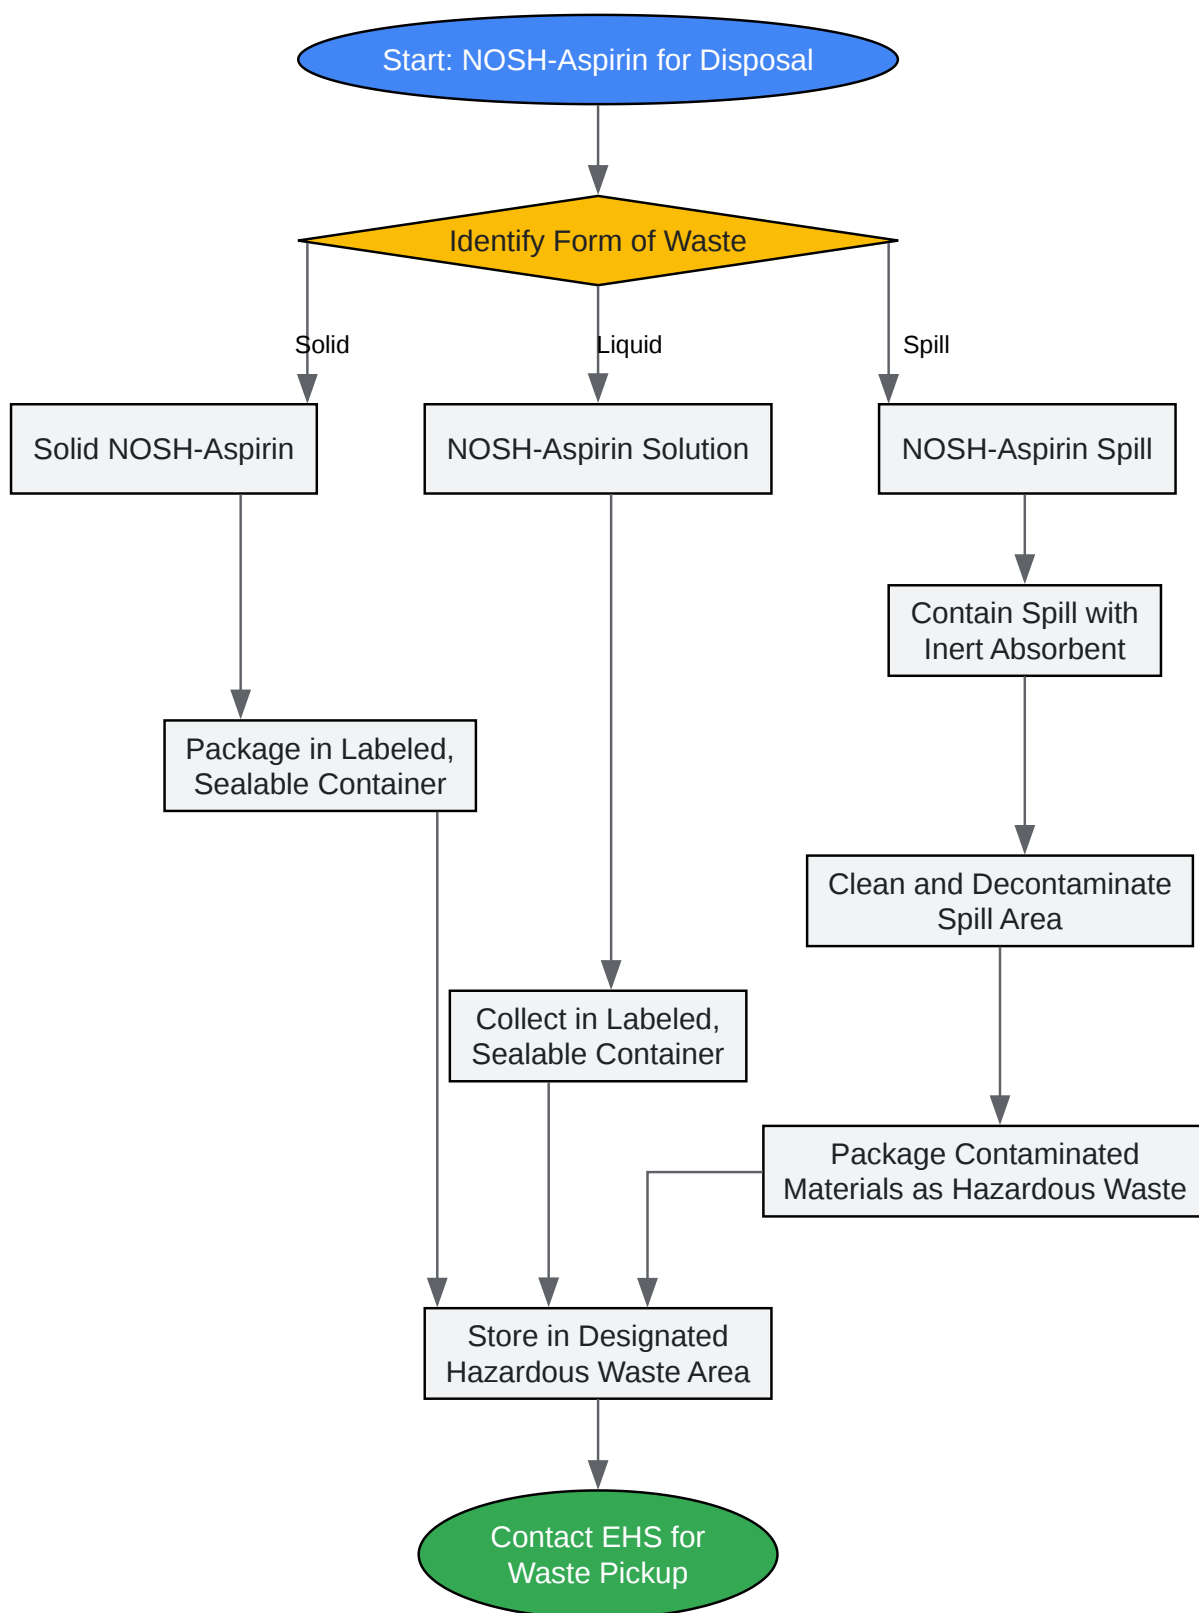 Start: NOSH-Aspirin for Disposal
Identify Form of Waste
Solid
Liquid
Spill
Solid NOSH-Aspirin
NOSH-Aspirin Solution
NOSH-Aspirin Spill
Contain Spill with
Inert Absorbent
Package in Labeled,
Sealable Container
Clean and Decontaminate
Spill Area
Collect in Labeled,
Sealable Container
Package Contaminated
Materials as Hazardous Waste
Store in Designated
Hazardous Waste Area
Contact EHS for
Waste Pickup